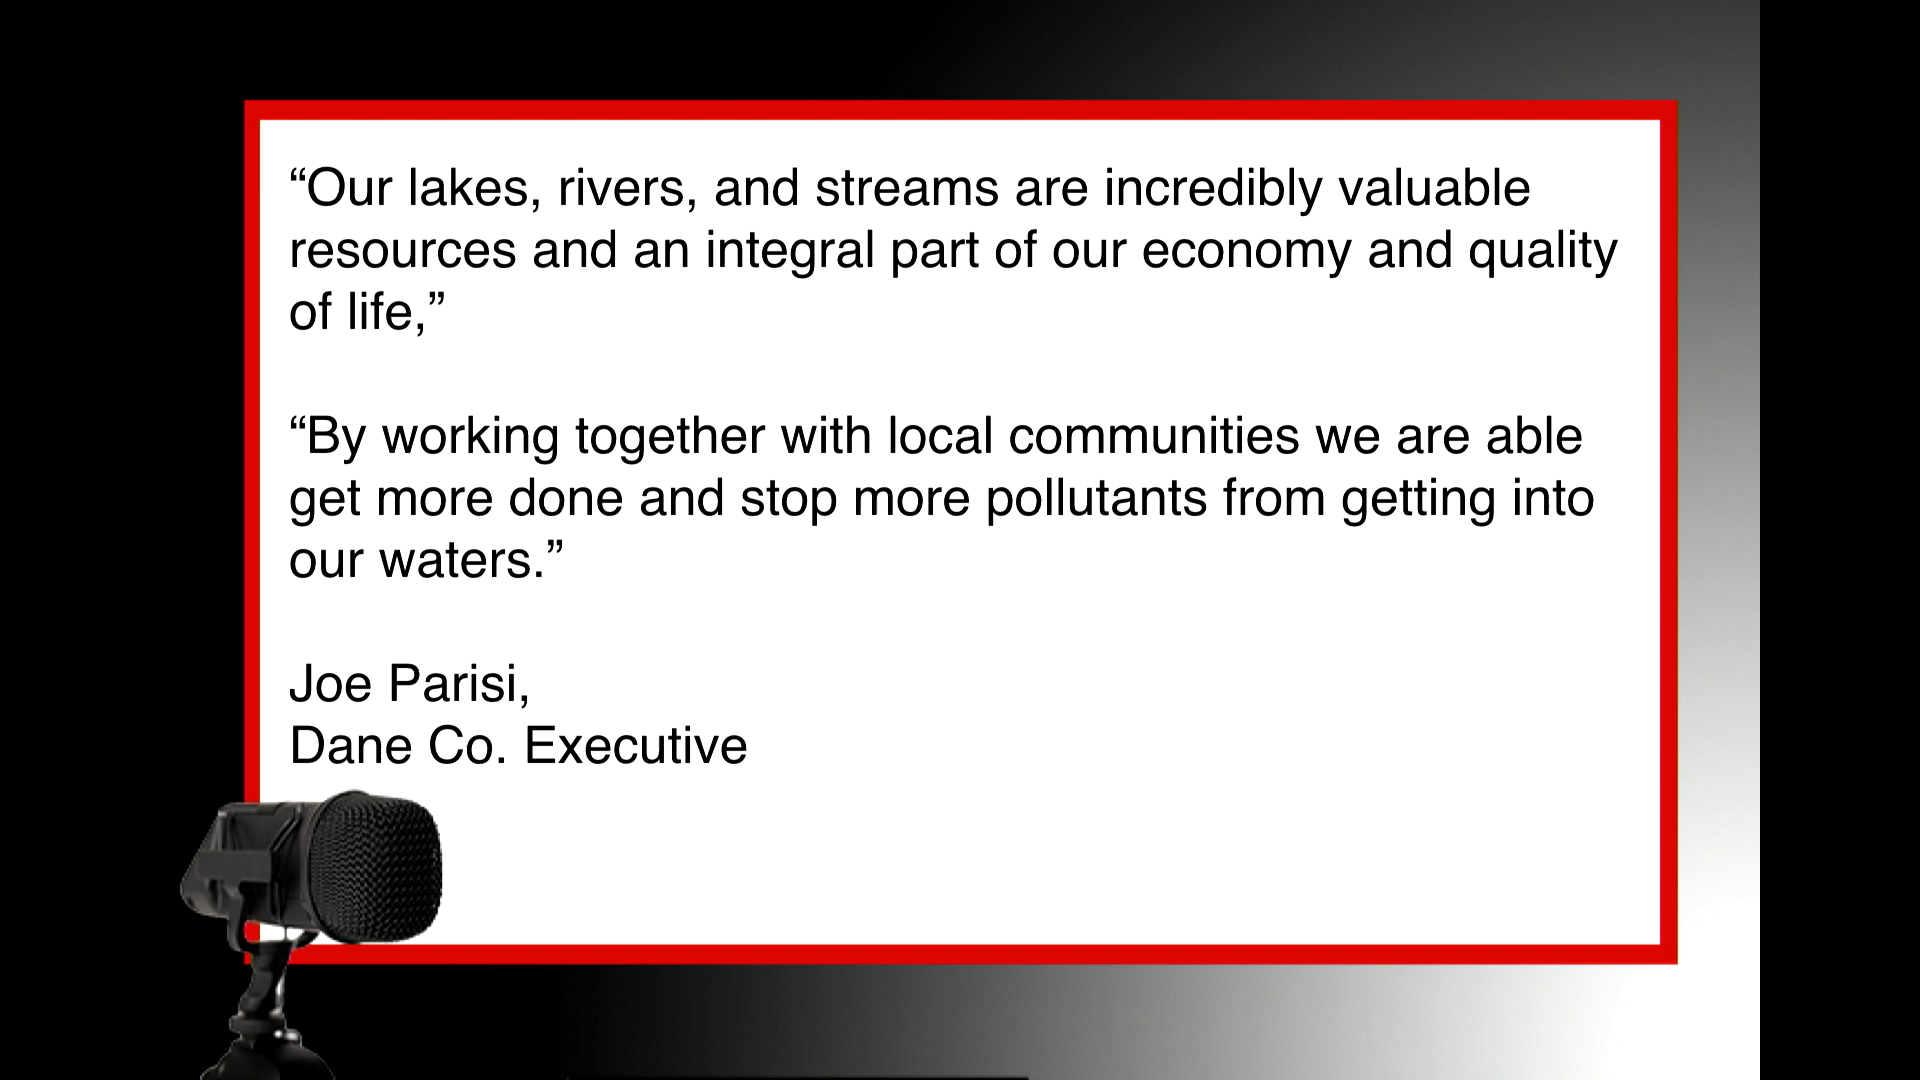 “Our lakes, rivers, and streams are incredibly valuable
resources and an integral part of our economy and quality
of life,”
“By working together with local communities we are able
get more done and stop more pollutants from getting into
our waters.”
Joe Parisi,
Dane Co. Executive